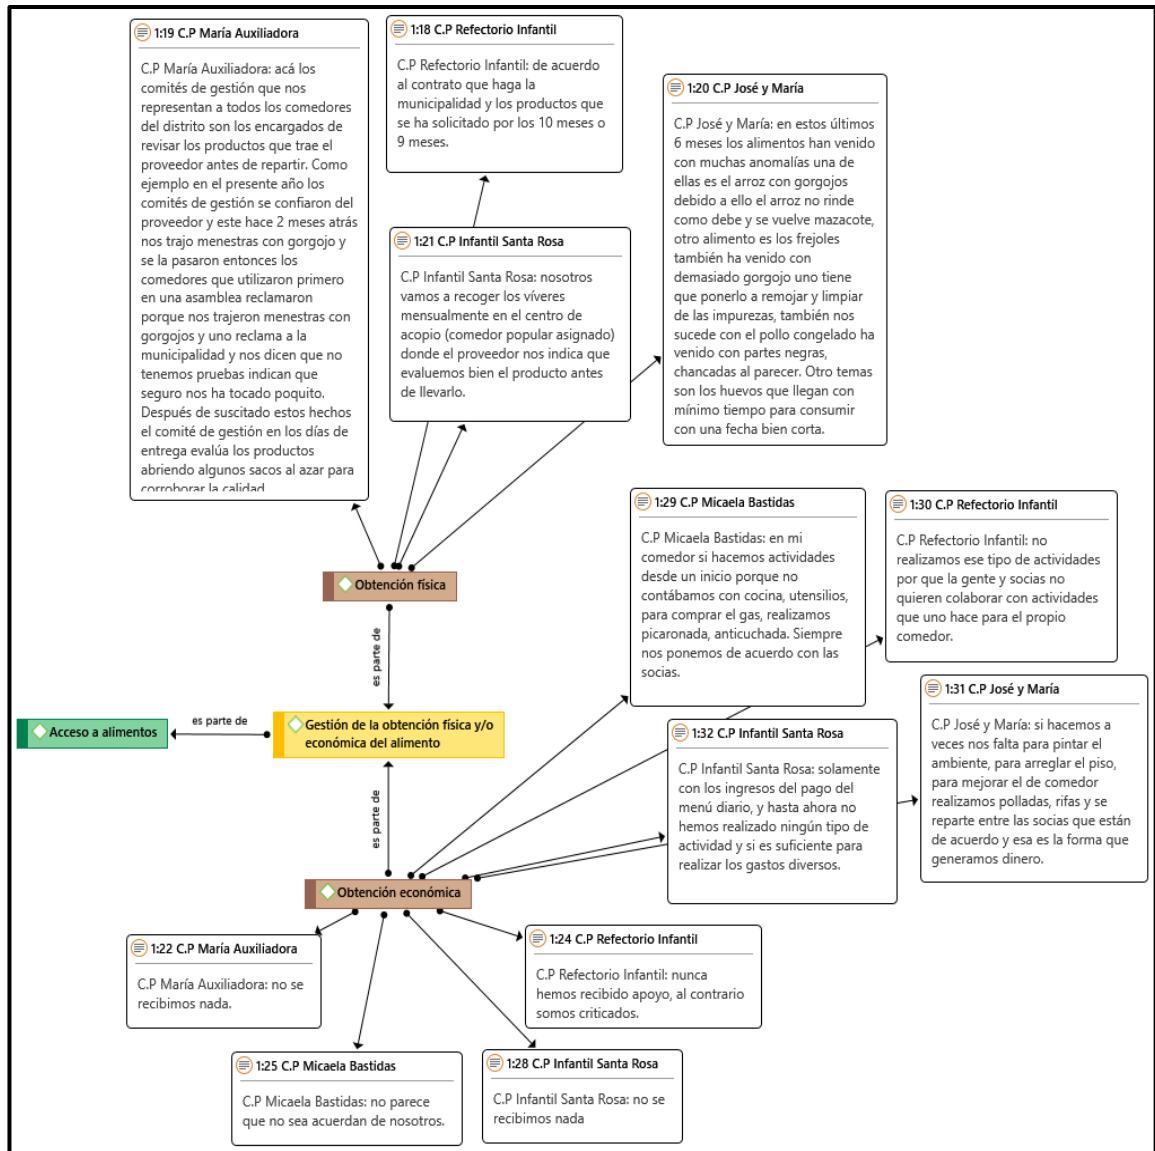 1:19 C.P María Auxiliadora
C.P María Auxiliadora: acá los
comités de gestión que nos
representan a todos los comedores
del distrito son los encargados de
revisar los productos que trae el
proveedor antes de repartir. Como
ejemplo en el presente año los
comités de gestión se confiaron del
proveedor y este hace 2 meses atrás
nos trajo menestras con gorgojo y
se la pasaron entonces los
comedores que utilizaron primero
en una asamblea reclamaron
porque nos trajeron menestras con
gorgojos y uno reclama a la
municipalidad y nos dicen que no
tenemos pruebas indican que
seguro nos ha tocado poquito.
Después de suscitado estos hechos
el comité de gestión en los días de
entrega evalúa los productos
abriendo algunos sacos al azar para
corroborar la calidad
1:18 C.P Refectorio Infantil
C.P Refectorio Infantil: de acuerdo
al contrato que haga la
municipalidad y los productos que
se ha solicitado por los 10 meses o
9 meses.
1:20 C.P José y María
C.P José y María: en estos últimos
6 meses los alimentos han venido
con muchas anomalías una de
ellas es el arroz con gorgojos
debido a ello el arroz no rinde
como debe y se vuelve mazacote,
otro alimento es los frejoles
también ha venido con
demasiado gorgojo uno tiene
que ponerlo a remojar y limpiar
de las impurezas, también nos
sucede con el pollo congelado ha
venido con partes negras,
chancadas al parecer. Otro temas
son los huevos que llegan con
mínimo tiempo para consumir
con una fecha bien corta.
1:21 C.P Infantil Santa Rosa
C.P Infantil Santa Rosa: nosotros
vamos a recoger los víveres
mensualmente en el centro de
acopio (comedor popular asignado)
donde el proveedor nos indica que
evaluemos bien el producto antes
de llevarlo.
Obtención física
es parte de
1:29 C.P Micaela Bastidas
C.P Micaela Bastidas: en mi
comedor si hacemos actividades
desde un inicio porque no
contábamos con cocina, utensilios,
para comprar el gas, realizamos
picaronada, anticuchada. Siempre
nos ponemos de acuerdo con las
socias.
1:30 C.P Refectorio Infantil
C.P Refectorio Infantil: no
realizamos ese tipo de actividades
por que la gente y socias no
quieren colaborar con actividades
que uno hace para el propio
comedor.
Acceso a alimentos
es parte de
Gestión de la obtención física y/o
económica del alimento
1:32 C.P Infantil Santa Rosa
C.P Infantil Santa Rosa: solamente
con los ingresos del pago del
menú diario, y hasta ahora no
hemos realizado ningún tipo de
actividad y si es suficiente para
realizar los gastos diversos.
1:31 C.P José y María
C.P José y María: si hacemos a
veces nos falta para pintar el
ambiente, para arreglar el piso,
para mejorar el de comedor
realizamos polladas, rifas y se
reparte entre las socias que están
de acuerdo y esa es la forma que
generamos dinero.
es parte de
Obtención económica
1:22 C.P María Auxiliadora
C.P María Auxiliadora: no se
recibimos nada.
1:24 C.P Refectorio Infantil
C.P Refectorio Infantil: nunca
hemos recibido apoyo, al contrario
somos criticados.
1:25 C.P Micaela Bastidas
C.P Micaela Bastidas: no parece
que no sea acuerdan de nosotros.
1:28 C.P Infantil Santa Rosa
C.P Infantil Santa Rosa: no se
recibimos nada